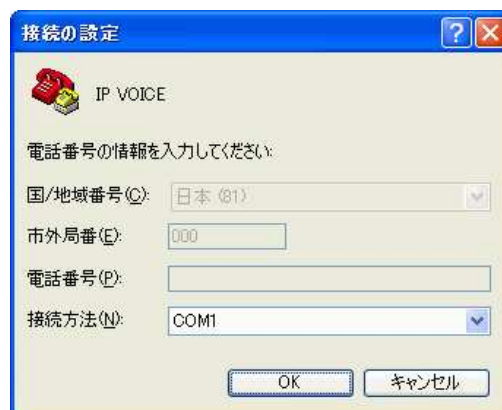 接続の設定
?
IP VOICE
電話番号の情報を入力してください:
国/地域番号(C): 日本 (81)
市外局番(E): 000
電話番号(P):
接続方法(N): COM1
OK キャンセル